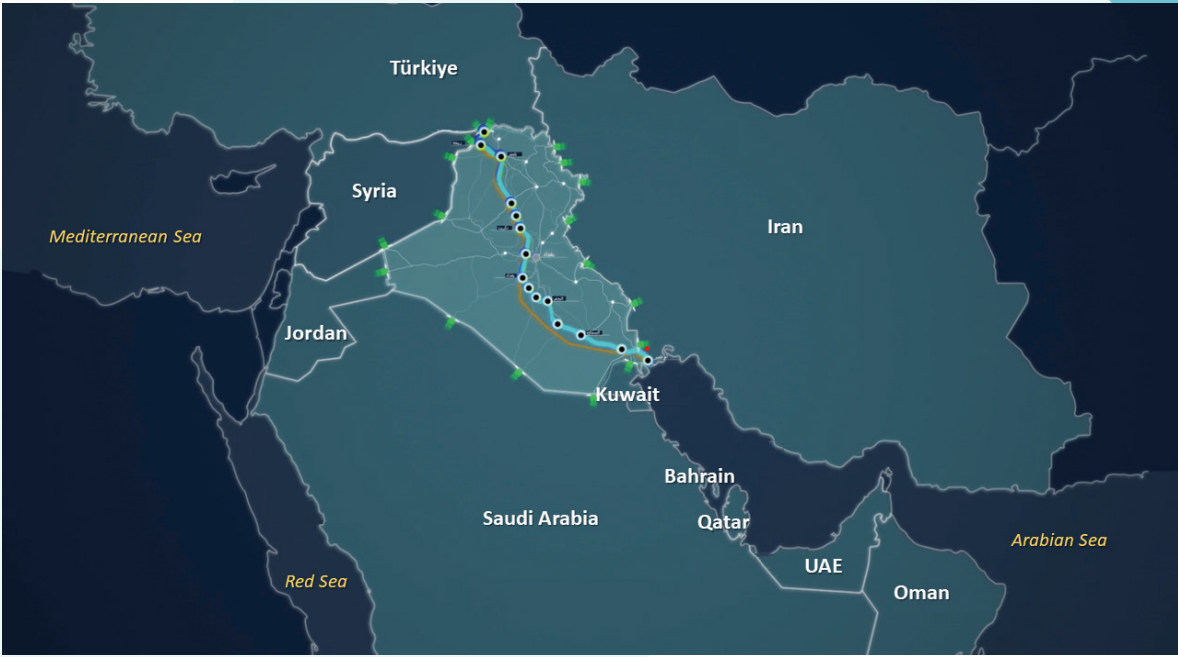 Türkiye
Syria
Iran
Mediterranean Sea
Jordan
Kuwait
Bahrain
Saudi Arabia
Qatar
Arabian Sea
UAE
Red Sea
Oman